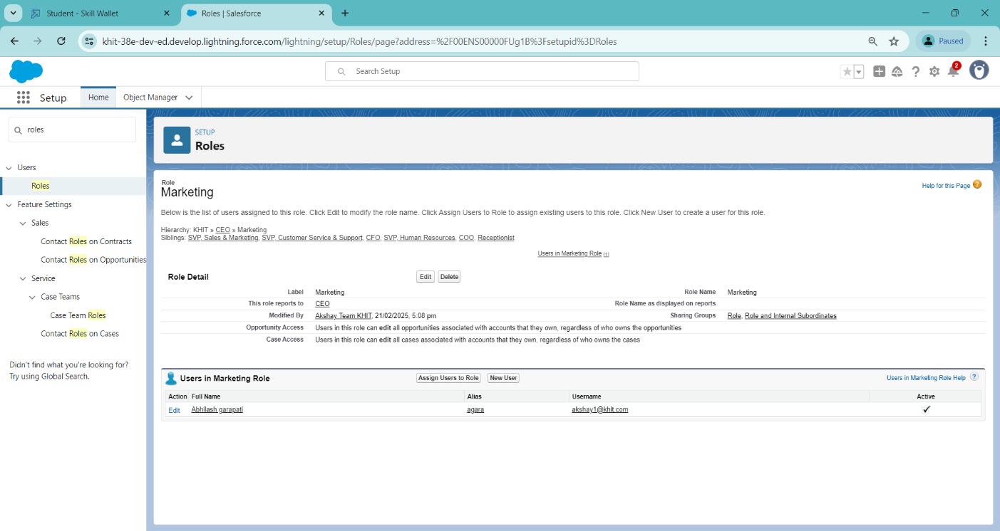 Student - Skill Wallet
Roles | Salesforce
khit-38e-dev-ed.develop.lightning.force.com/lightning/setup/Roles/page?address=%2F00ENS00000FUg1B%3Fsetupid%3DRoles
Paused
Search Setup
2
Setup
Home
Object Manager
roles
Users
Roles
Feature Settings
Sales
Contact Roles on Contracts
Contact Roles on Opportunities
Service
Case Teams
Case Team Roles
Contact Roles on Cases
Didn't find what you're looking for?
Try using Global Search.
SETUP
Roles
Role
Marketing
Help for this Page ?
Below is the list of users assigned to this role. Click Edit to modify the role name. Click Assign Users to Role to assign existing users to this role. Click New User to create a user for this role.
Hierarchy: KHIT » CEO » Marketing
Siblings: SVP, Sales & Marketing, SVP, Customer Service & Support, CFO, SVP, Human Resources, COO, Receptionist
Users in Marketing Role [1]
Role Detail Edit Delete
Label Marketing Role Name Marketing
This role reports to CEO Role Name as displayed on reports
Modified By Akshay Team KHIT, 21/02/2025, 5:08 pm Sharing Groups Role, Role and Internal Subordinates
Opportunity Access Users in this role can edit all opportunities associated with accounts that they own, regardless of who owns the opportunities
Case Access Users in this role can edit all cases associated with accounts that they own, regardless of who owns the cases
Users in Marketing Role Assign Users to Role New User Users in Marketing Role Help ?
Action Full Name Alias Username Active
Edit Abhilash garapati agara akshay1@khit.com